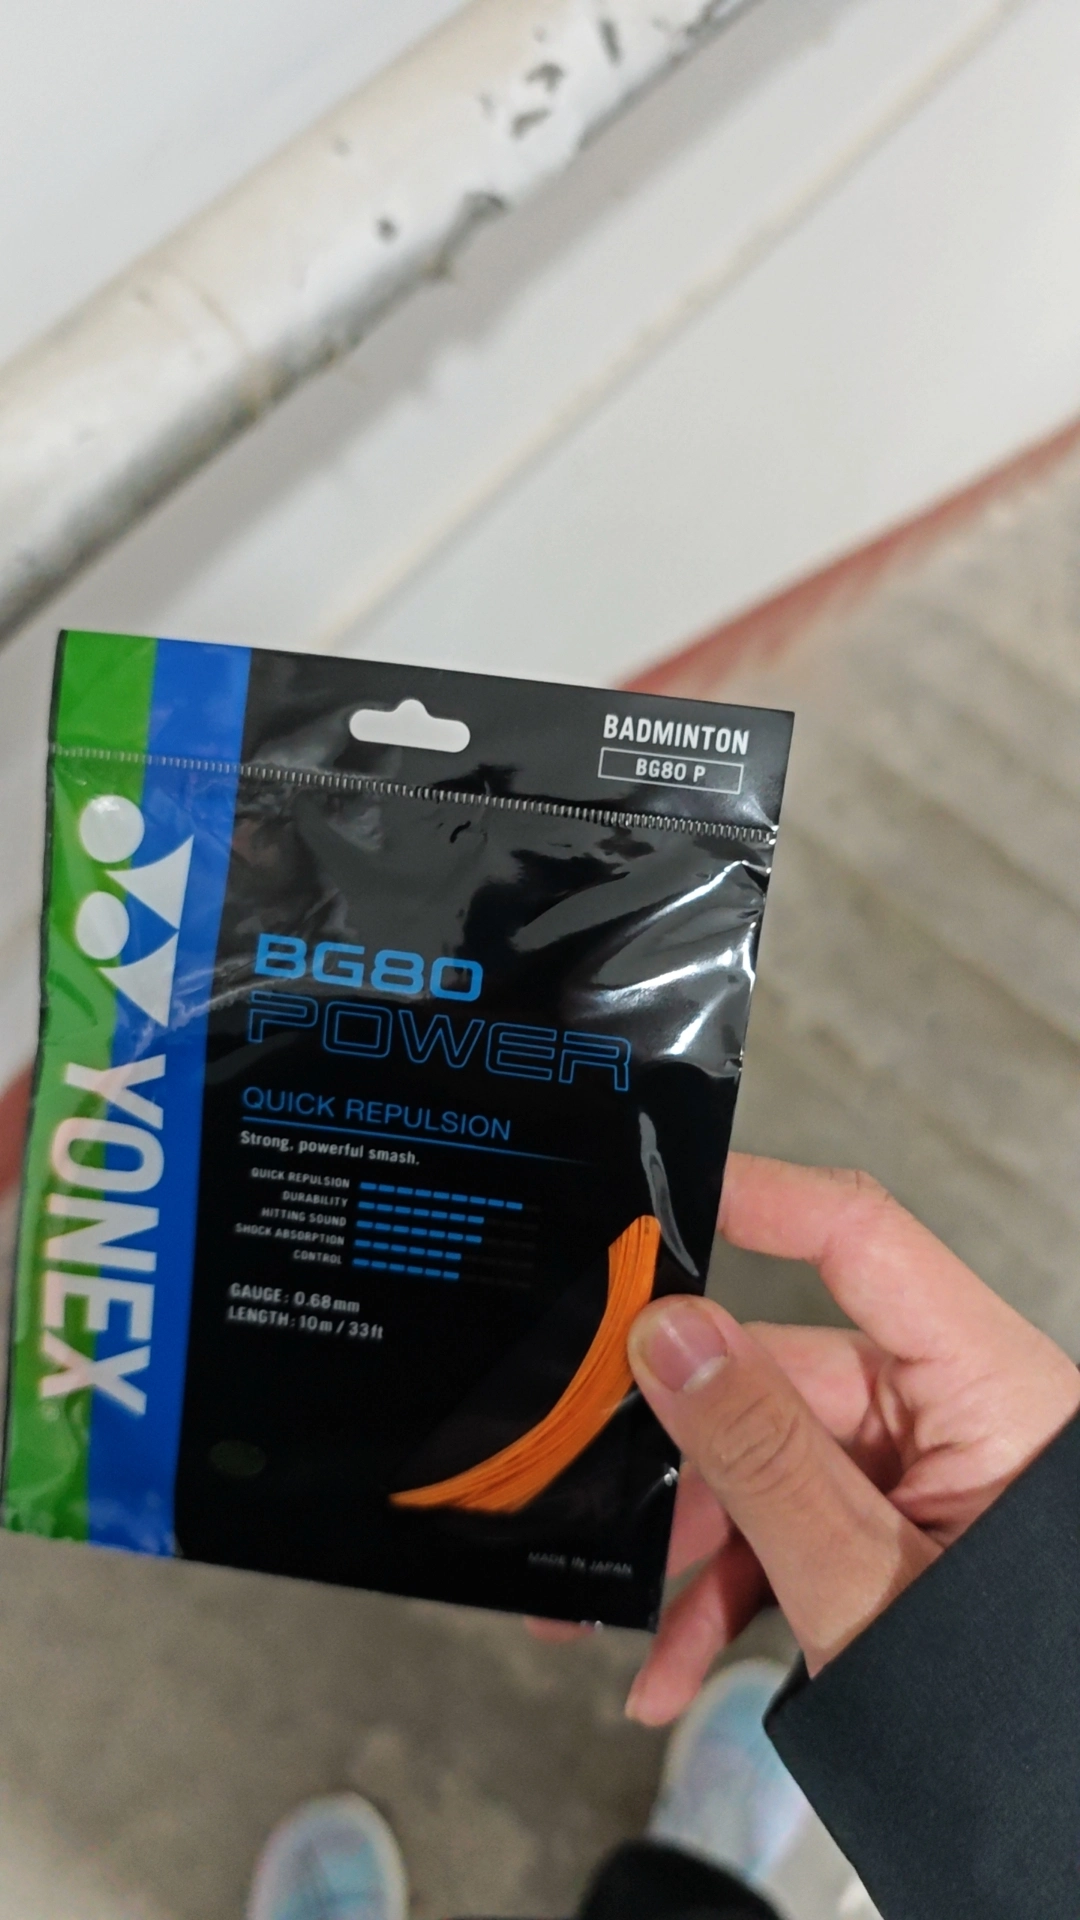 BADMINTON
BG80 P
YONEX
BG80
POWER
QUICK REPULSION
Strong, powerful smash.
QUICK REPULSION
DURABILITY
HITTING SOUND
SHOCK ABSORPTION
CONTROL
GAUGE: 0.68mm
LENGTH: 10m / 33ft
MADE IN JAPAN